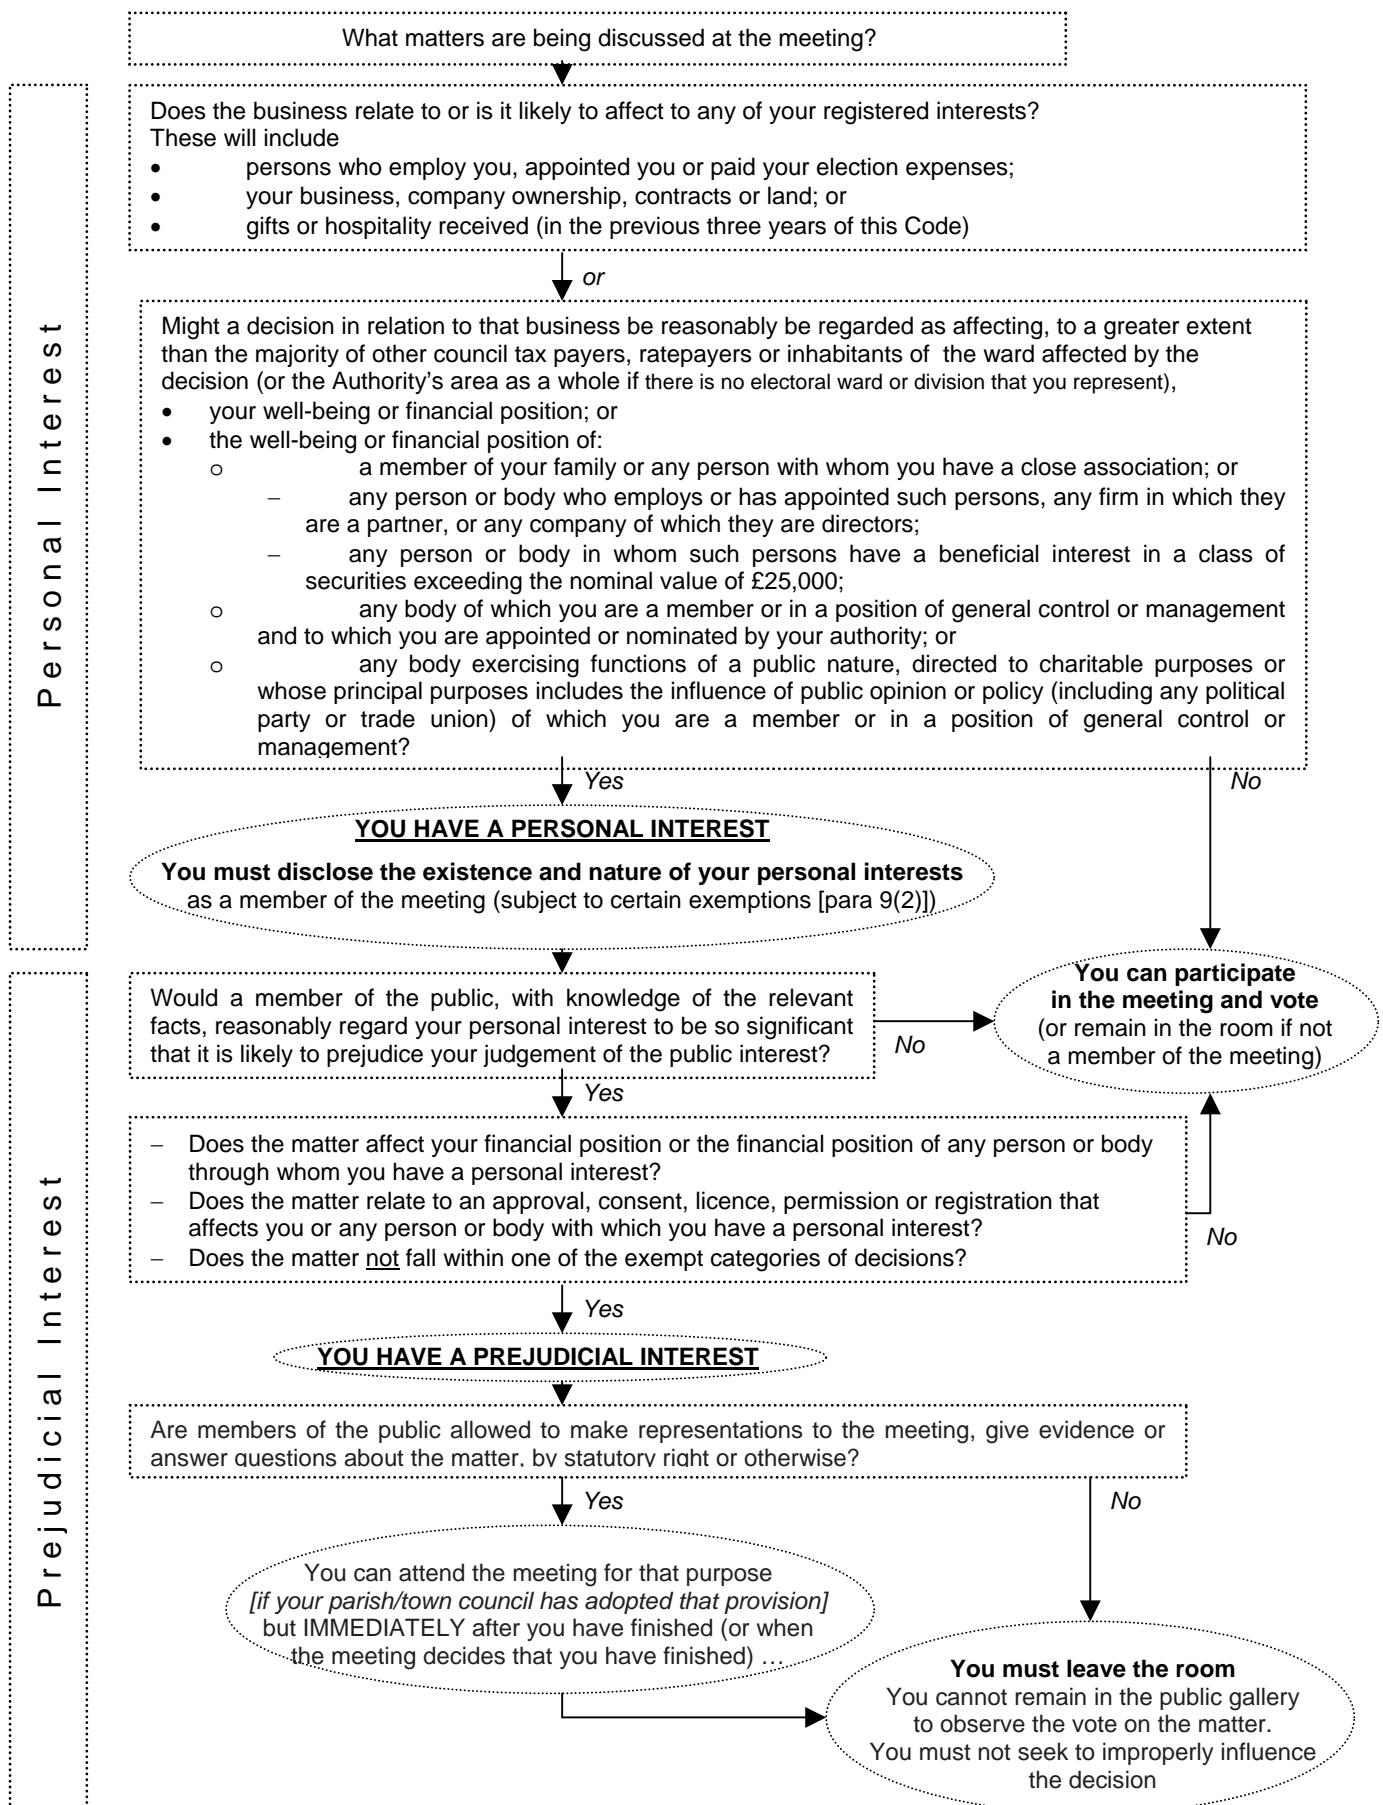 What matters are being discussed at the meeting?
Personal Interest
Does the business relate to or is it likely to affect to any of your registered interests?
These will include
• persons who employ you, appointed you or paid your election expenses;
• your business, company ownership, contracts or land; or
• gifts or hospitality received (in the previous three years of this Code)
or
Might a decision in relation to that business be reasonably be regarded as affecting, to a greater extent
than the majority of other council tax payers, ratepayers or inhabitants of the ward affected by the
decision (or the Authority's area as a whole if there is no electoral ward or division that you represent),
• your well-being or financial position; or
• the well-being or financial position of:
o a member of your family or any person with whom you have a close association; or
– any person or body who employs or has appointed such persons, any firm in which they
are a partner, or any company of which they are directors;
– any person or body in whom such persons have a beneficial interest in a class of
securities exceeding the nominal value of £25,000;
o any body of which you are a member or in a position of general control or management
and to which you are appointed or nominated by your authority; or
o any body exercising functions of a public nature, directed to charitable purposes or
whose principal purposes includes the influence of public opinion or policy (including any political
party or trade union) of which you are a member or in a position of general control or
management?
Yes
No
YOU HAVE A PERSONAL INTEREST
You must disclose the existence and nature of your personal interests
as a member of the meeting (subject to certain exemptions [para 9(2)])
Prejudicial Interest
Would a member of the public, with knowledge of the relevant
facts, reasonably regard your personal interest to be so significant
that it is likely to prejudice your judgement of the public interest?
No
You can participate
in the meeting and vote
(or remain in the room if not
a member of the meeting)
Yes
– Does the matter affect your financial position or the financial position of any person or body
through whom you have a personal interest?
– Does the matter relate to an approval, consent, licence, permission or registration that
affects you or any person or body with which you have a personal interest?
– Does the matter not fall within one of the exempt categories of decisions?
No
Yes
YOU HAVE A PREJUDICIAL INTEREST
Are members of the public allowed to make representations to the meeting, give evidence or
answer questions about the matter, by statutory right or otherwise?
Yes
No
You can attend the meeting for that purpose
[if your parish/town council has adopted that provision]
but IMMEDIATELY after you have finished (or when
the meeting decides that you have finished) …
You must leave the room
You cannot remain in the public gallery
to observe the vote on the matter.
You must not seek to improperly influence
the decision